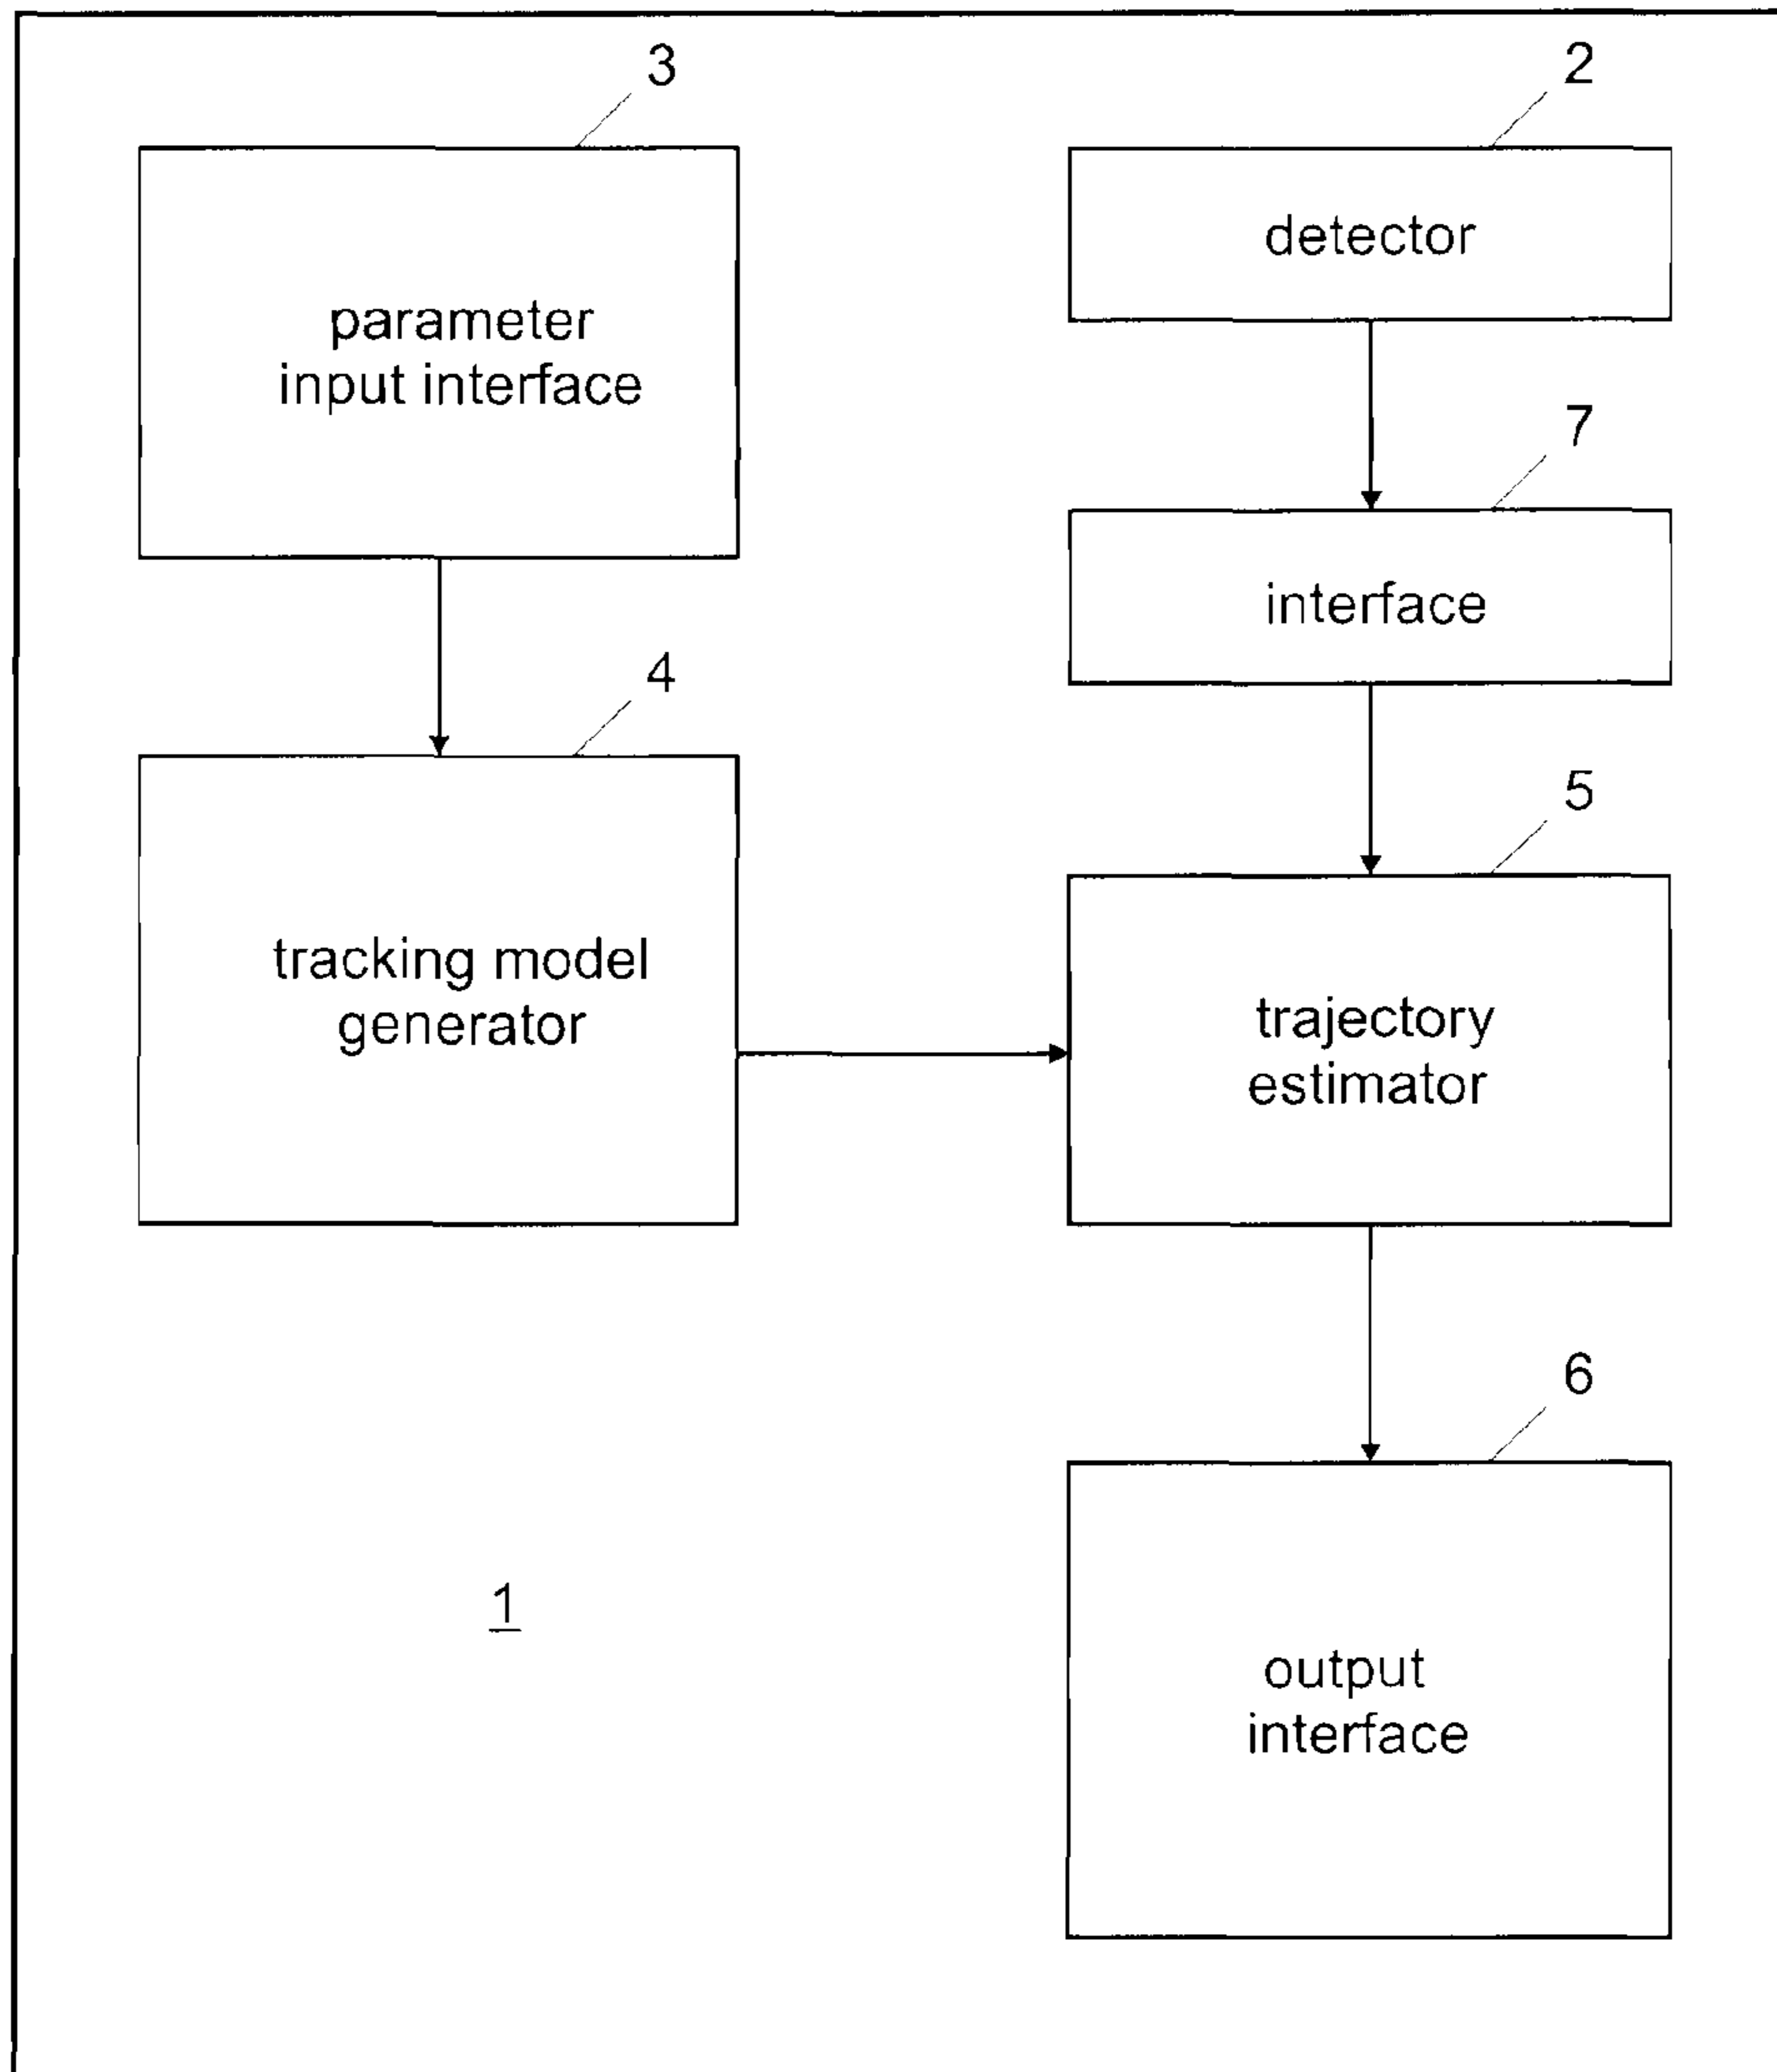 3
parameter
input interface
4
tracking model
generator
1
2
detector
7
interface
5
trajectory
estimator
6
output
interface